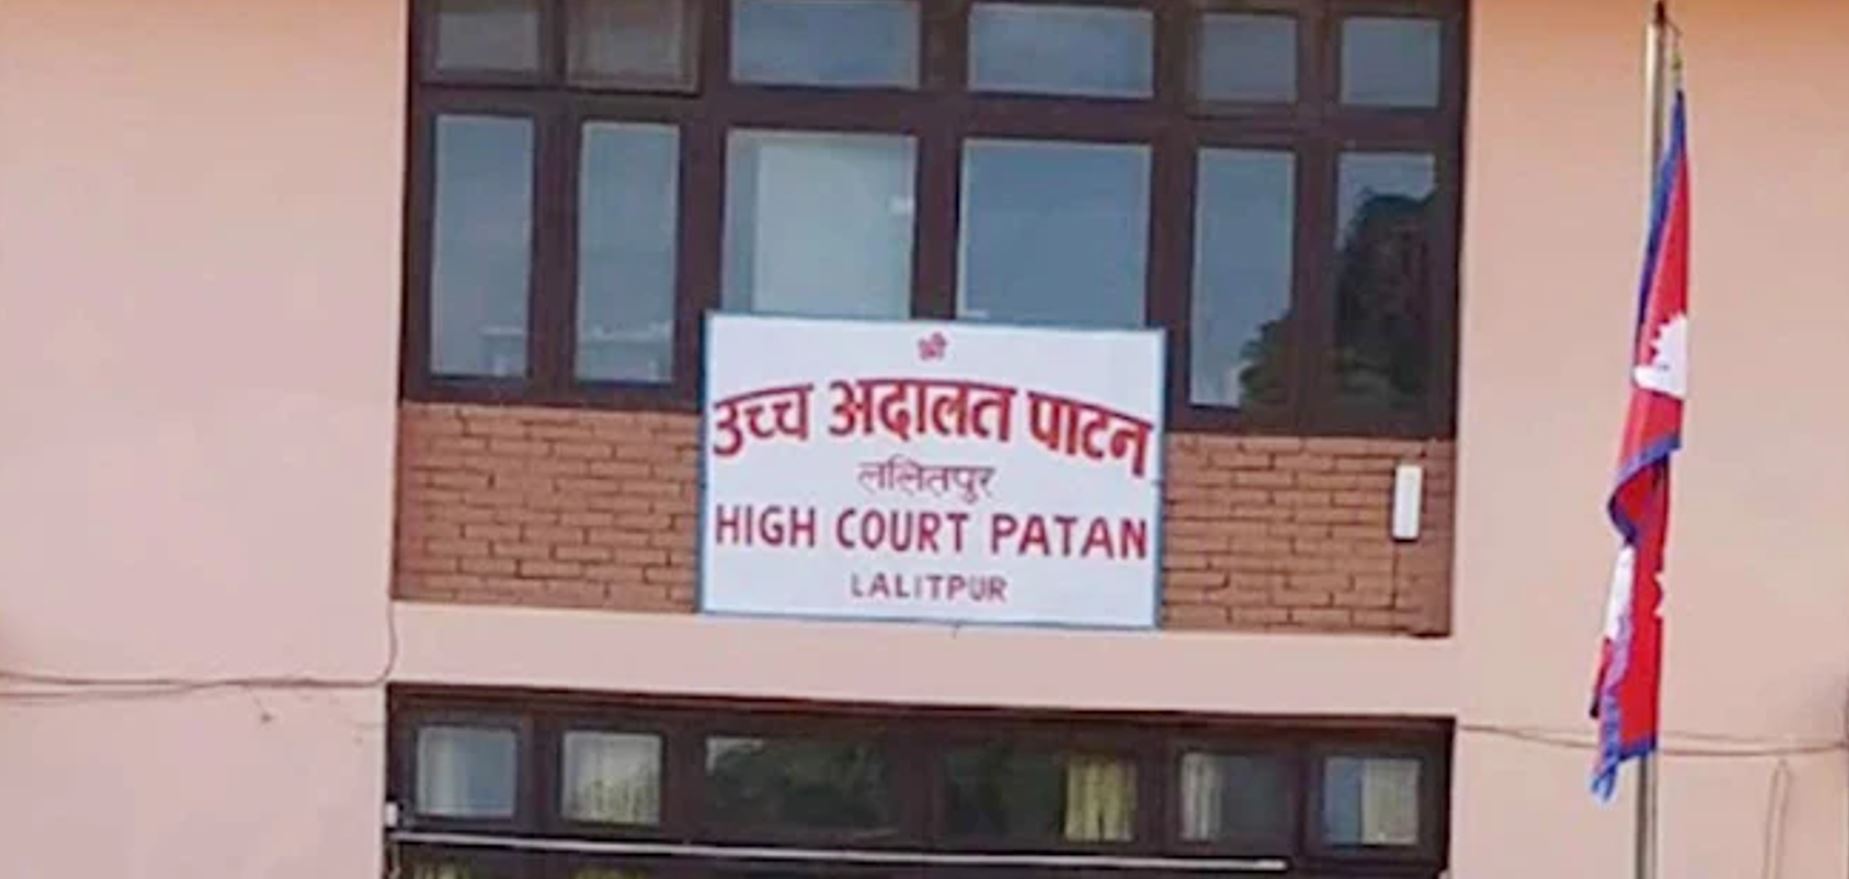 श्री
उच्च अदालत पाटन
ललितपुर
HIGH COURT PATAN
LALITPUR